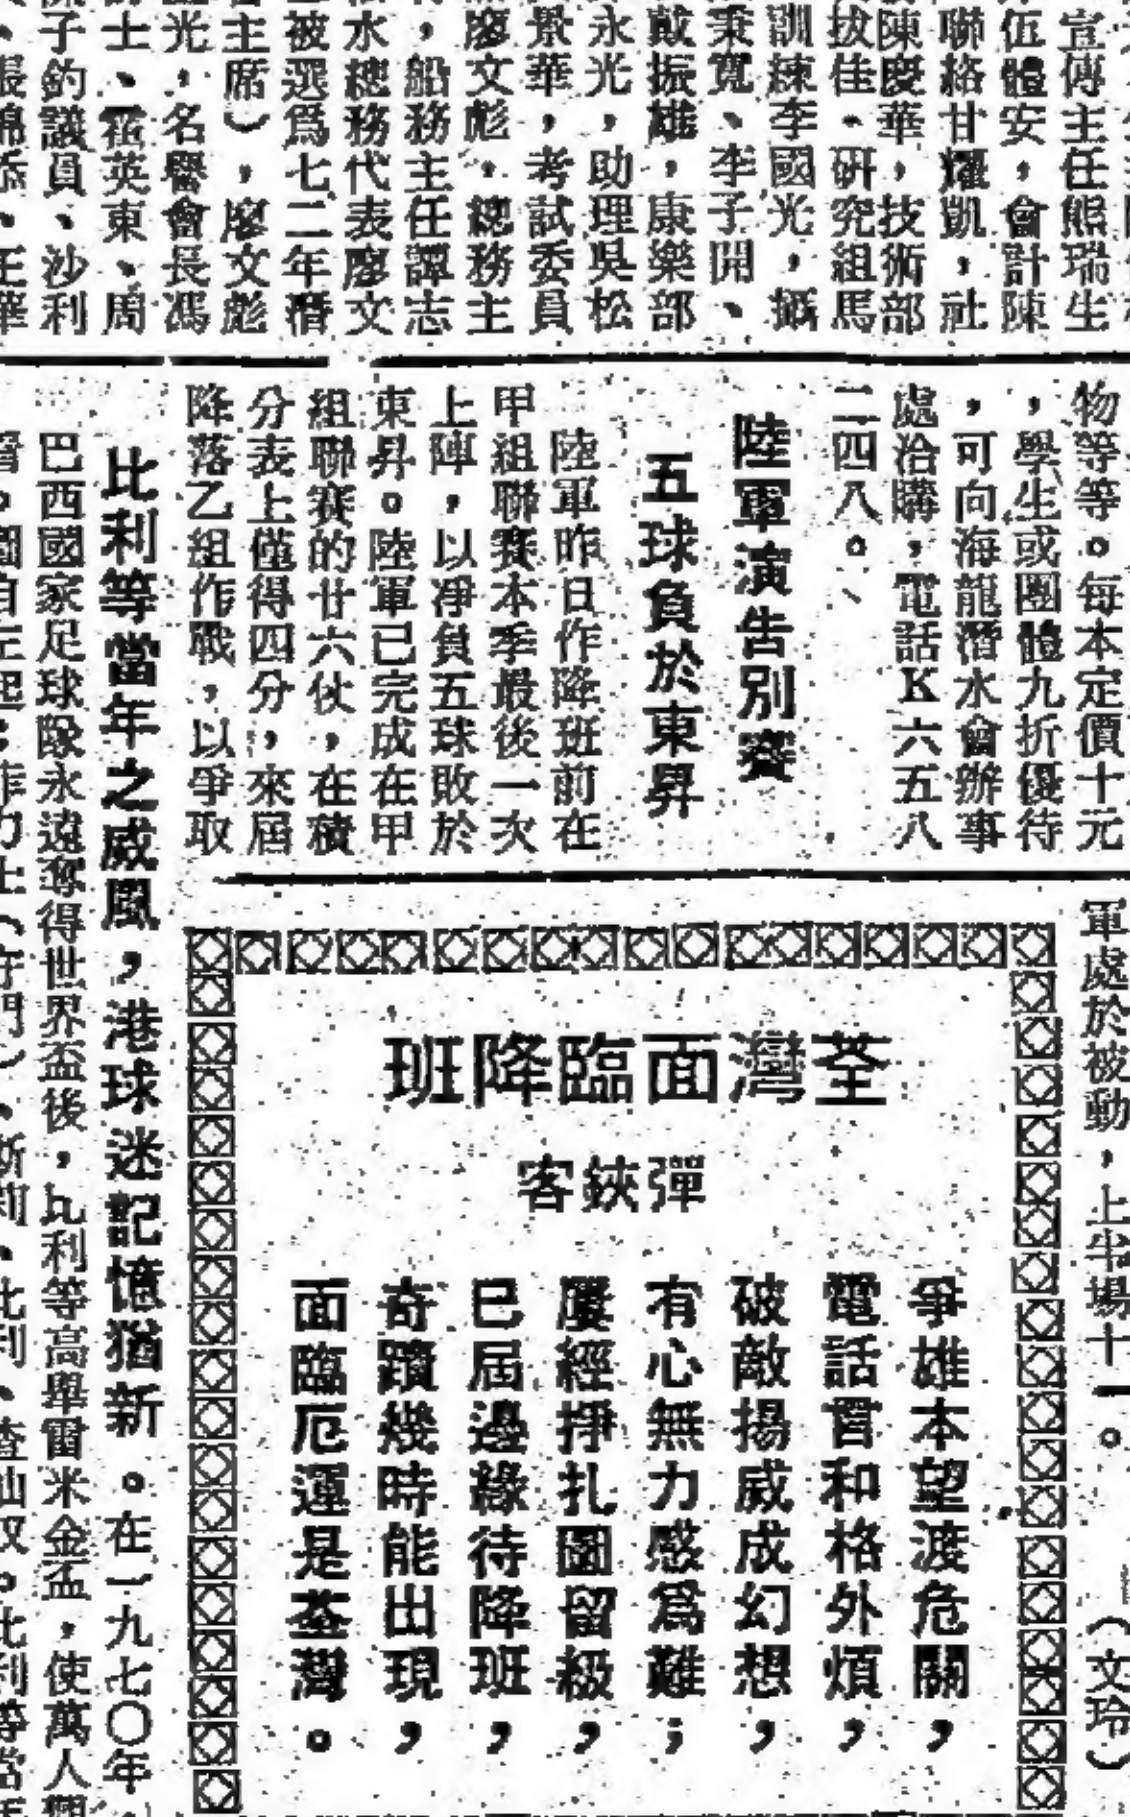 宣傳主任熊瑞生
伍體安，會計陳
聯絡甘耀凱，社
陳慶華，技術部
拔佳、研究組馬
訓練李國光，攝
秉寬、李子開、
戴振雄，康樂部
永光，助理吳松
景華，考試委員
廖文彪，總務主
，船務主任譚志
水總務代表廖文
被選爲七二年潛
主席），廖文彪
光，名譽會長馮
士、霍英東、周
子釣議員、沙利
物等等。每本定價十元
，學生或團體九折優待
，可向海龍潛水會辦事
處洽購，電話K六五八
二四八。、
陸軍演告別賽
五球負於東昇
陸軍昨日作降班前在
甲組聯賽本季最後一次
上陣，以凈負五球敗於
東昇。陸軍已完成在甲
組聯賽的廿六仗，在積
分表上僅得四分，來屆
降落乙組作戰，以爭取
比利等當年之威風，港球迷記憶猶新。在一九七〇年，
巴西國家足球隊永遠奪得世界盃後，比利等高舉雷米金盃，使萬人
軍處於被動，上半場十一。
（文玲）
荃灣面臨降班
彈鋏客
爭雄本望渡危關，
電話言和格外煩，
破敵揚威成幻想，
有心無力感爲難；
屢經掙扎圖留級，
已屆邊緣待降班，
奇蹟幾時能出現，
面臨厄運是荃灣。